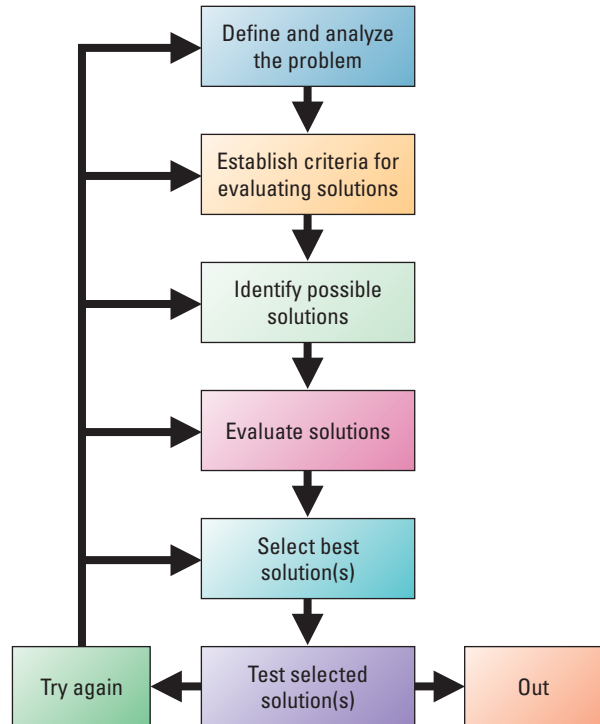 Define and analyze
the problem
Establish criteria for
evaluating solutions
Identify possible
solutions
Evaluate solutions
Select best
solution(s)
Try again
Test selected
solution(s)
Out